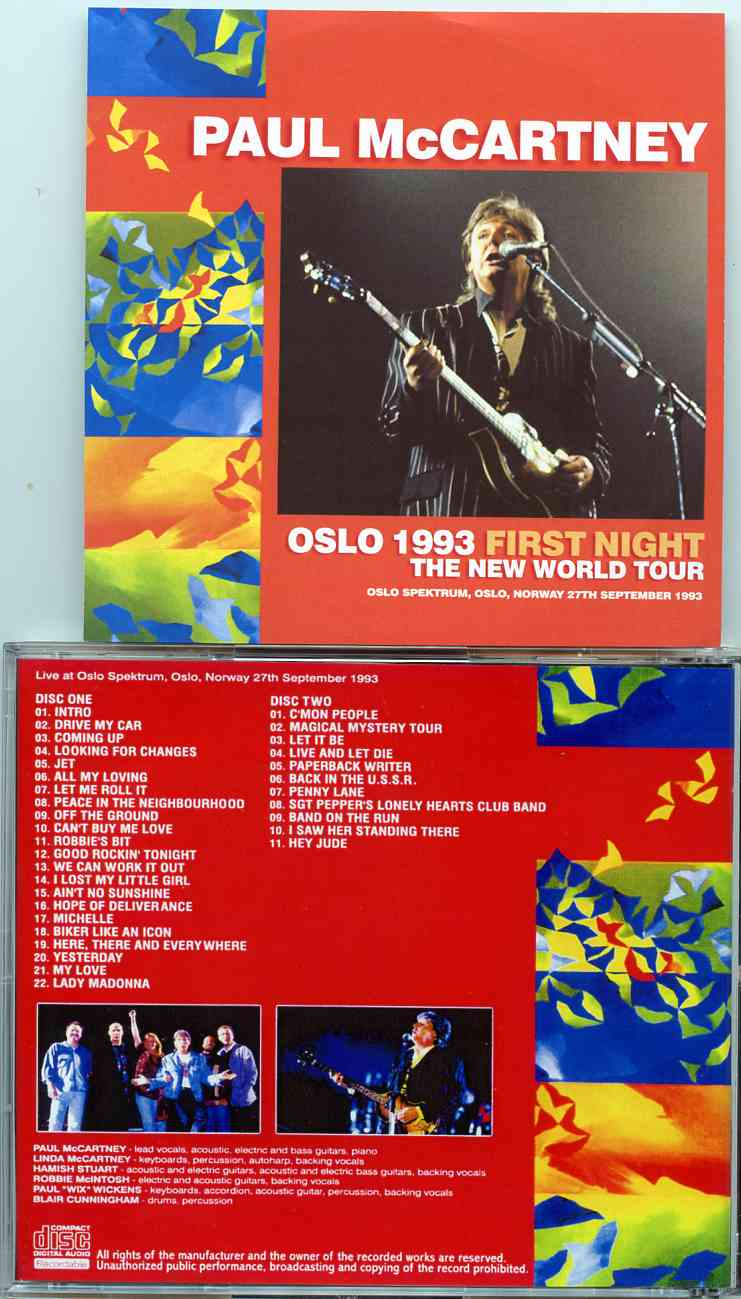 PAUL McCARTNEY
OSLO 1993 FIRST NIGHT
THE NEW WORLD TOUR
OSLO SPEKTRUM, OSLO, NORWAY 27TH SEPTEMBER 1993
Live at Oslo Spektrum, Oslo, Norway 27th September 1993
DISC ONE
01. INTRO
02. DRIVE MY CAR
03. COMING UP
04. LOOKING FOR CHANGES
05. JET
06. ALL MY LOVING
07. LET ME ROLL IT
08. PEACE IN THE NEIGHBOURHOOD
09. OFF THE GROUND
10. CAN'T BUY ME LOVE
11. ROBBIE'S BIT
12. GOOD ROCKIN' TONIGHT
13. WE CAN WORK IT OUT
14. I LOST MY LITTLE GIRL
15. AIN'T NO SUNSHINE
16. HOPE OF DELIVERANCE
17. MICHELLE
18. BIKER LIKE AN ICON
19. HERE, THERE AND EVERYWHERE
20. YESTERDAY
21. MY LOVE
22. LADY MADONNA
DISC TWO
01. C'MON PEOPLE
02. MAGICAL MYSTERY TOUR
03. LET IT BE
04. LIVE AND LET DIE
05. PAPERBACK WRITER
06. BACK IN THE U.S.S.R.
07. PENNY LANE
08. SGT PEPPER'S LONELY HEARTS CLUB BAND
09. BAND ON THE RUN
10. I SAW HER STANDING THERE
11. HEY JUDE
PAUL McCARTNEY - lead vocals, acoustic, electric and bass guitars, piano
LINDA McCARTNEY - keyboards, percussion, autoharp, backing vocals
HAMISH STUART - acoustic and electric guitars, acoustic and electric bass guitars, backing vocals
ROBBIE McINTOSH - electric and acoustic guitars, backing vocals
PAUL "WIX" WICKENS - keyboards, accordion, acoustic guitar, percussion, backing vocals
BLAIR CUNNINGHAM - drums, percussion
COMPACT
disc
DIGITAL AUDIO
Recordable
All rights of the manufacturer and the owner of the recorded works are reserved.
Unauthorized public performance, broadcasting and copying of the record prohibited.